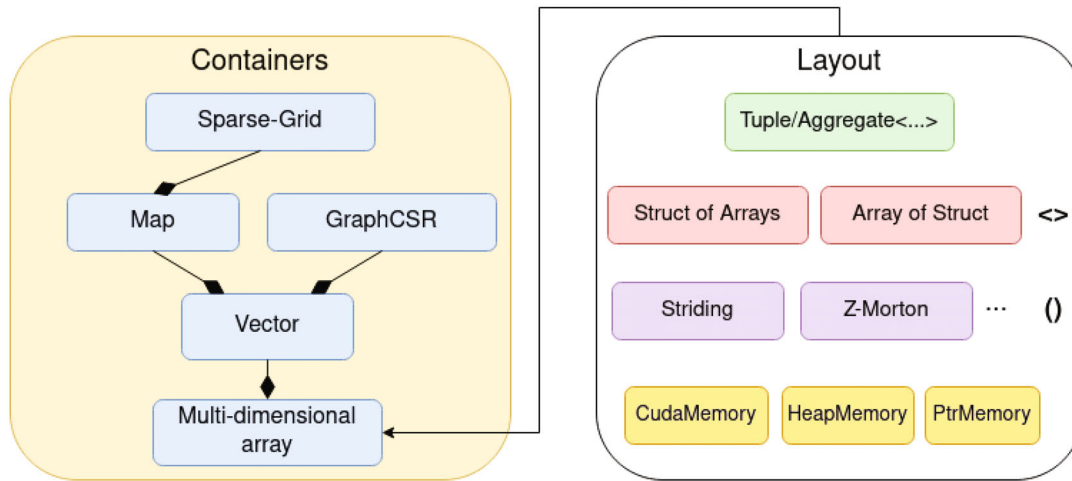 Containers
Sparse-Grid
Map
GraphCSR
Vector
Multi-dimensional
array
Layout
Tuple/Aggregate<...>
Struct of Arrays
Array of Struct
<>
Striding
Z-Morton
...
()
CudaMemory
HeapMemory
PtrMemory